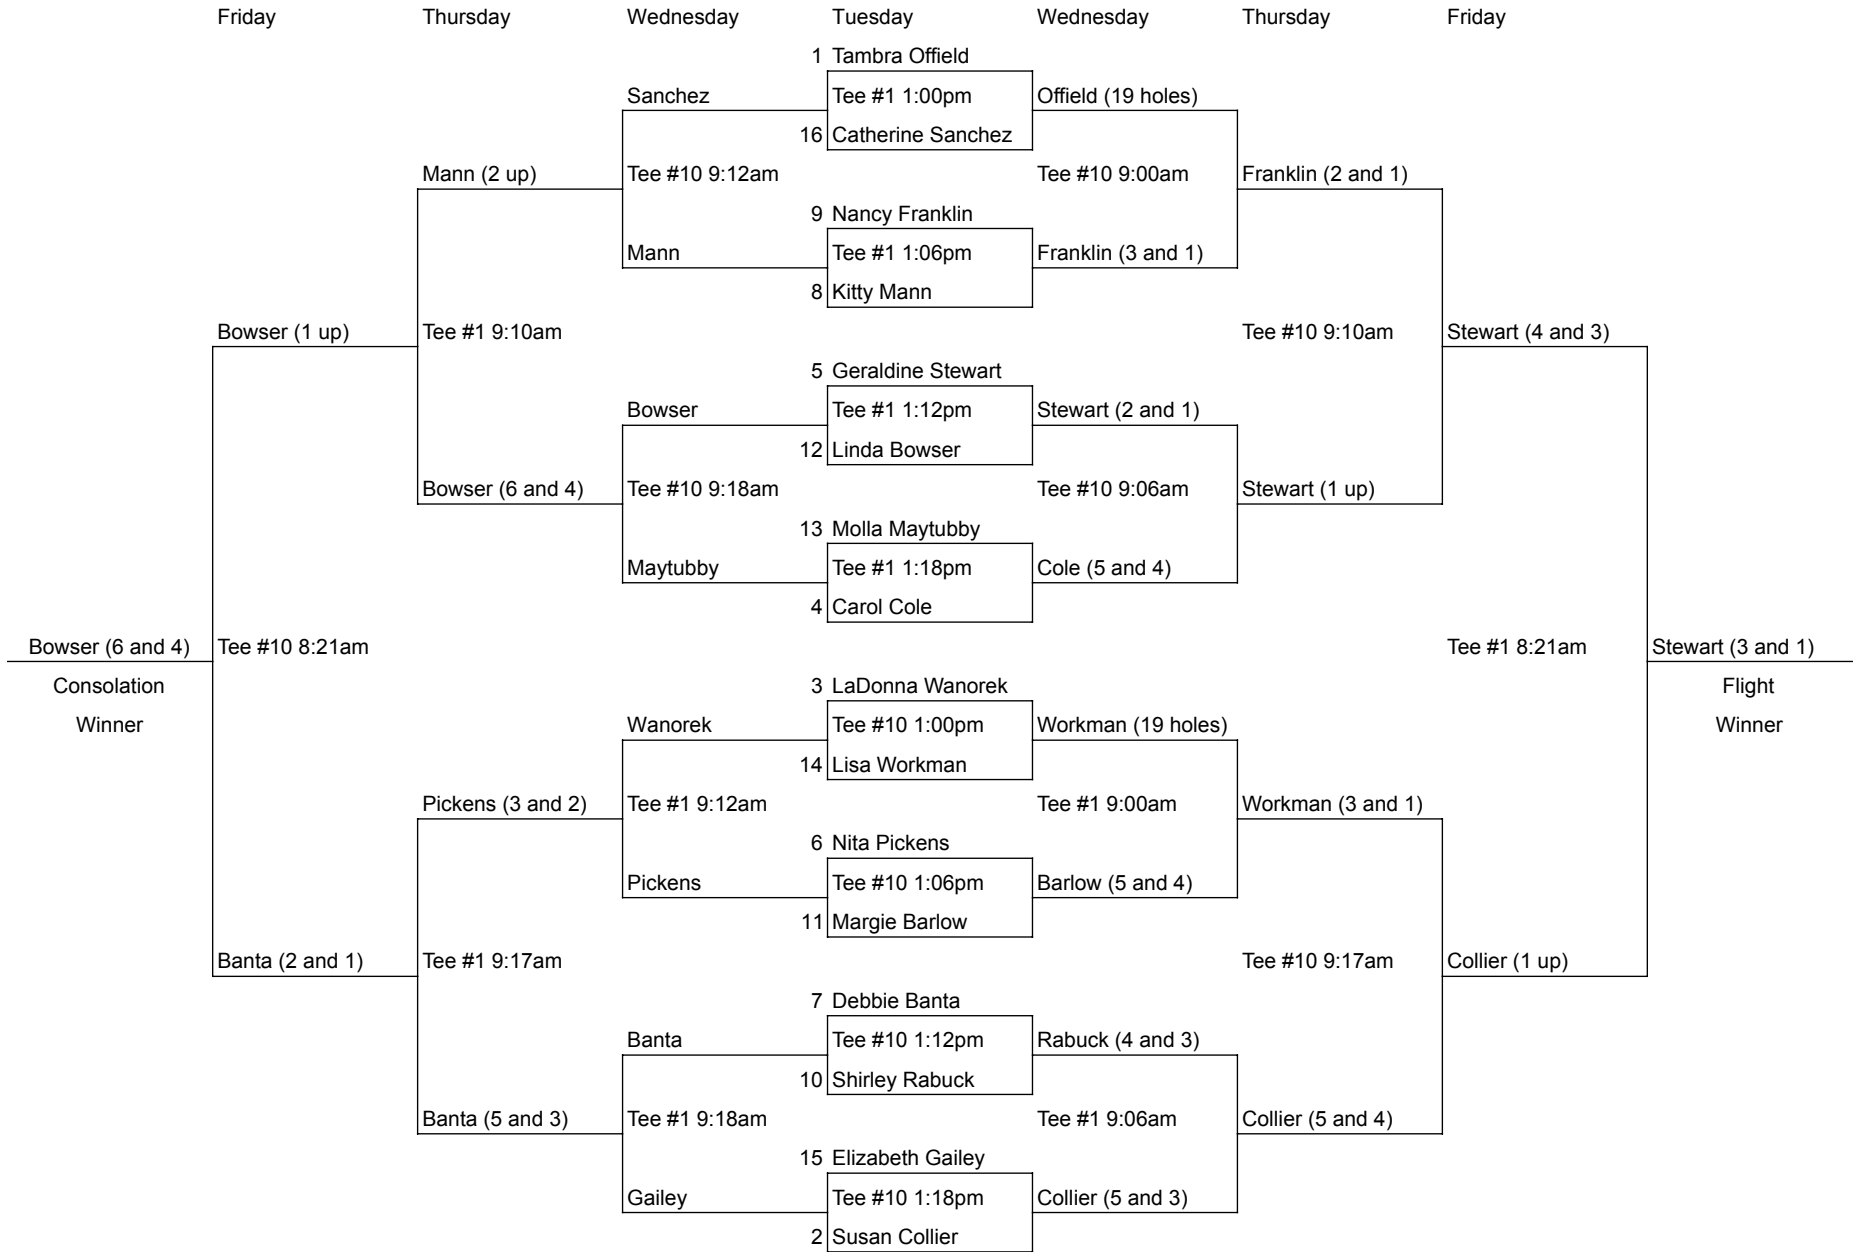 Friday Thursday Wednesday Tuesday Wednesday Thursday Friday
1 Tambra Offield
Sanchez Tee #1 1:00pm Offield (19 holes)
16 Catherine Sanchez
Mann (2 up) Tee #10 9:12am Tee #10 9:00am Franklin (2 and 1)
9 Nancy Franklin
Mann Tee #1 1:06pm Franklin (3 and 1)
8 Kitty Mann
Bowser (1 up) Tee #1 9:10am Tee #10 9:10am Stewart (4 and 3)
5 Geraldine Stewart
Bowser Tee #1 1:12pm Stewart (2 and 1)
12 Linda Bowser
Bowser (6 and 4) Tee #10 9:18am Tee #10 9:06am Stewart (1 up)
13 Molla Maytubby
Maytubby Tee #1 1:18pm Cole (5 and 4)
4 Carol Cole
Bowser (6 and 4) Tee #10 8:21am Tee #1 8:21am Stewart (3 and 1)
Consolation 3 LaDonna Wanorek Flight
Winner Wanorek Tee #10 1:00pm Workman (19 holes) Winner
14 Lisa Workman
Pickens (3 and 2) Tee #1 9:12am Tee #1 9:00am Workman (3 and 1)
6 Nita Pickens
Pickens Tee #10 1:06pm Barlow (5 and 4)
11 Margie Barlow
Banta (2 and 1) Tee #1 9:17am Tee #10 9:17am Collier (1 up)
7 Debbie Banta
Banta Tee #10 1:12pm Rabuck (4 and 3)
10 Shirley Rabuck
Banta (5 and 3) Tee #1 9:18am Tee #1 9:06am Collier (5 and 4)
15 Elizabeth Gailey
Gailey Tee #10 1:18pm Collier (5 and 3)
2 Susan Collier